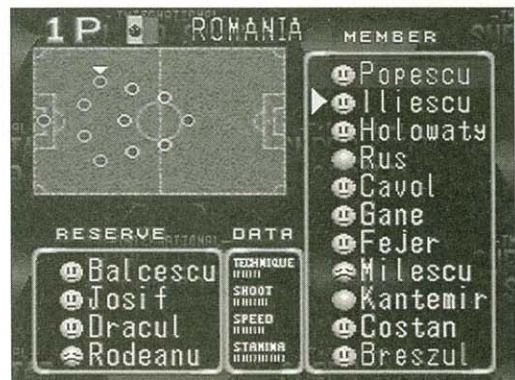 1P ROMANIA
MEMBER
Popescu
Iliescu
Holowaty
Rus
Cavol
Gane
Fejer
Milescu
Kantemir
Costan
Breszul
RESERVE
Balcescu
Josif
Dracul
Rodeanu
DATA
TECHNIQUE
SHOOT
SPEED
STAMINA